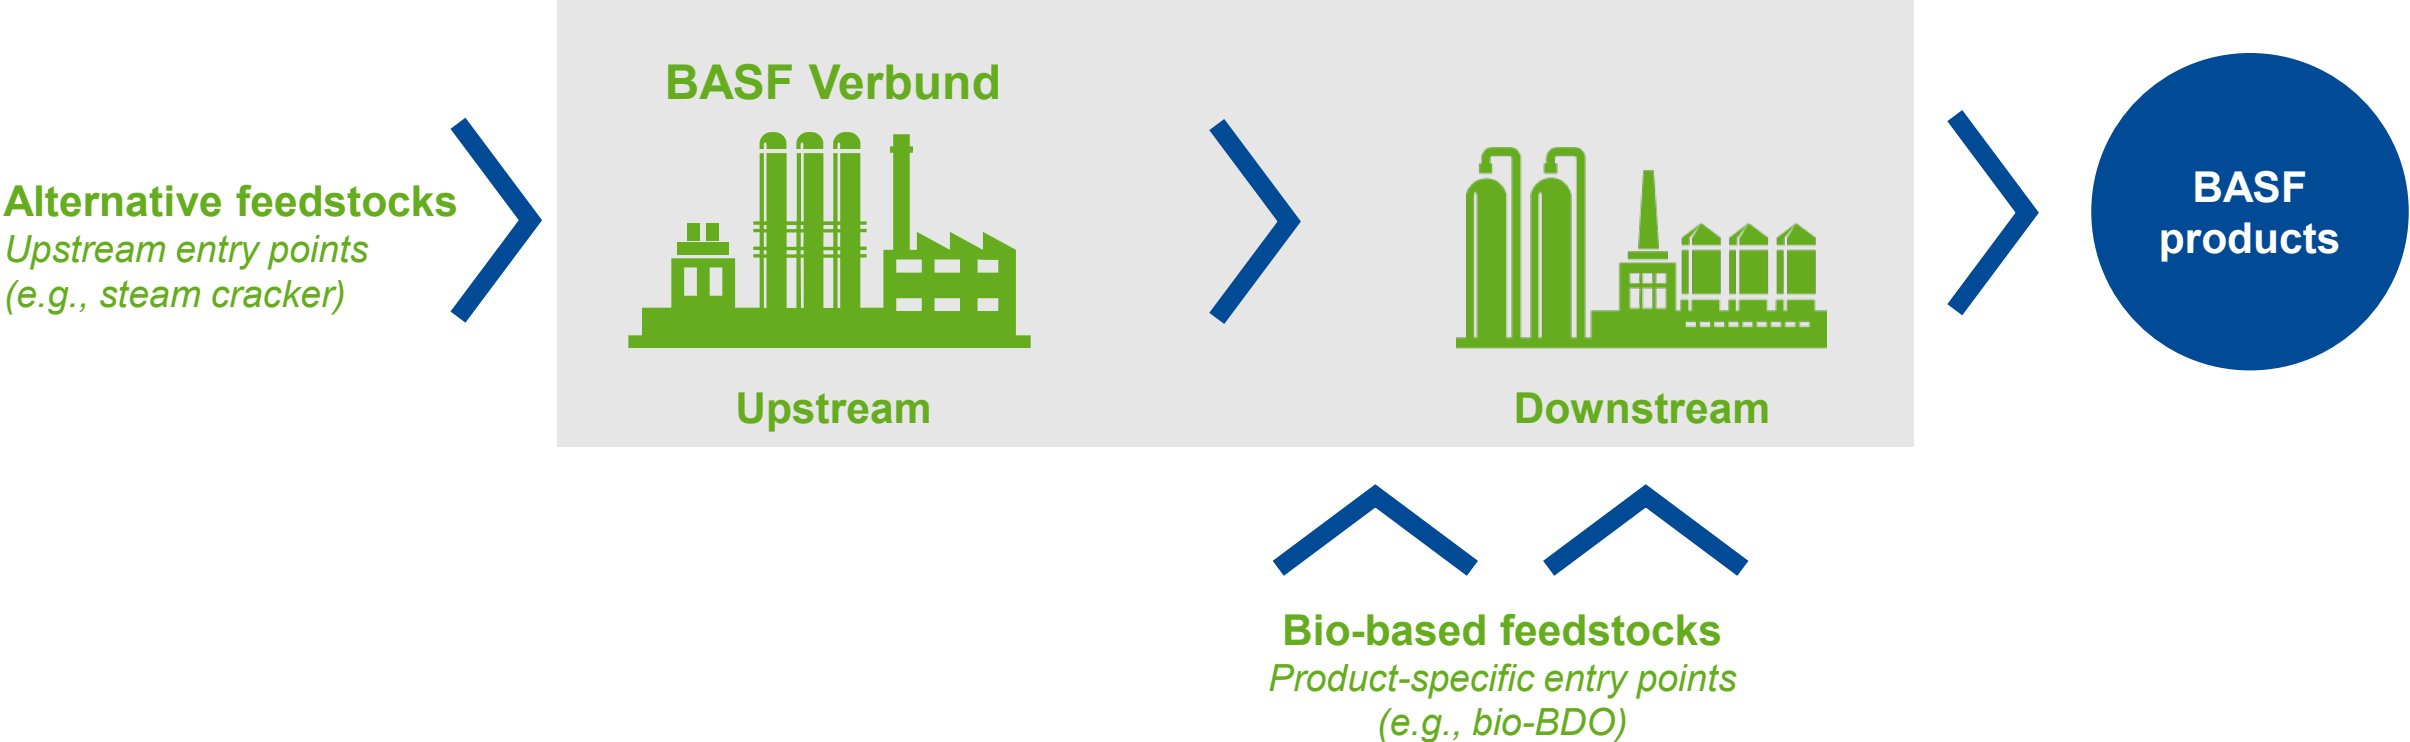 Alternative feedstocks
Upstream entry points
(e.g., steam cracker)
BASF Verbund
Upstream
Downstream
BASF
products
Bio-based feedstocks
Product-specific entry points
(e.g., bio-BDO)